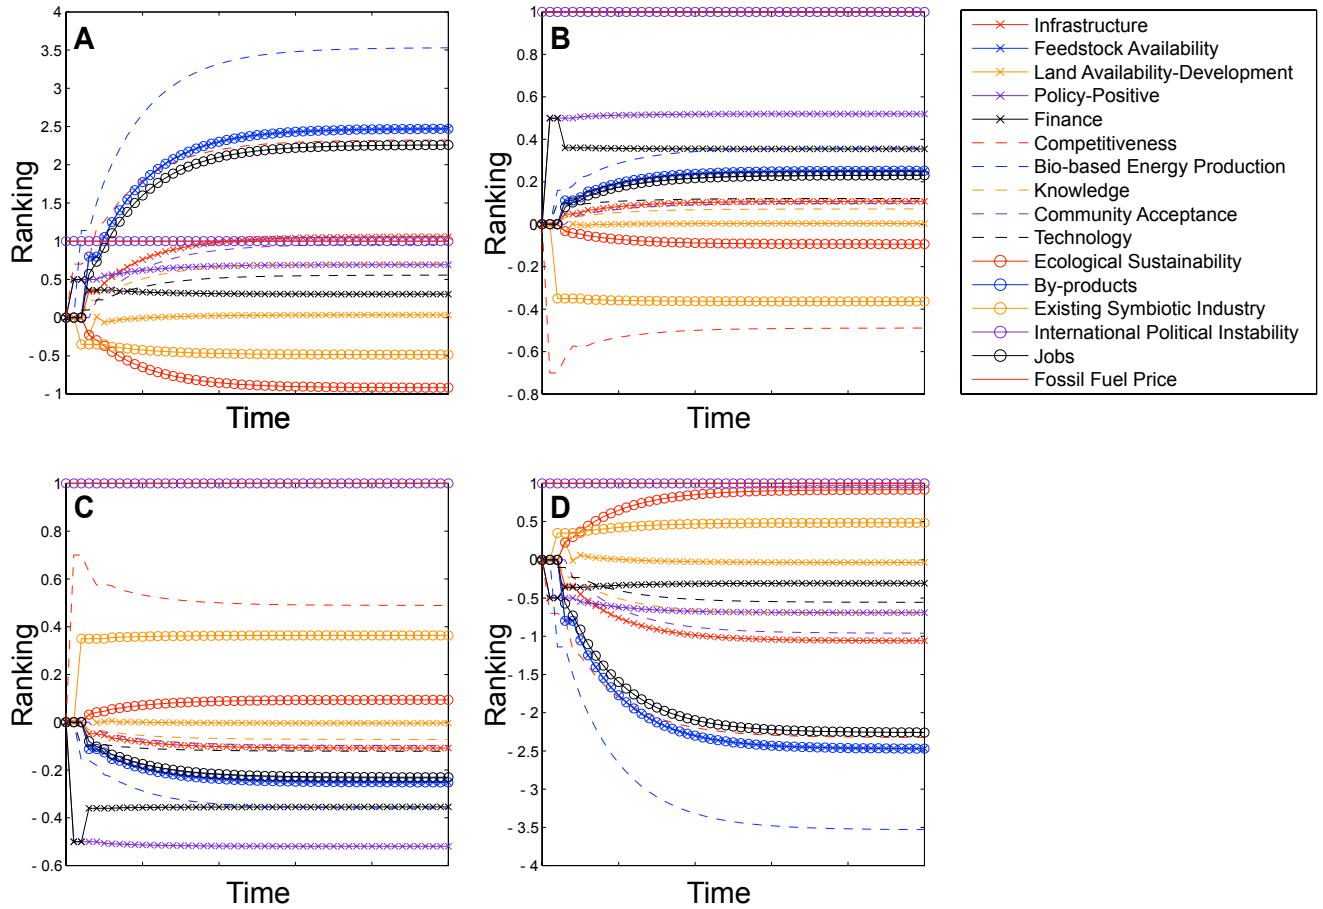 A
Ranking
4
3.5
3
2.5
2
1.5
1
0.5
0
- 0.5
- 1
Time
B
Ranking
1
0.8
0.6
0.4
0.2
0
- 0.2
- 0.4
- 0.6
- 0.8
Time
Infrastructure
Feedstock Availability
Land Availability-Development
Policy-Positive
Finance
Competitiveness
Bio-based Energy Production
Knowledge
Community Acceptance
Technology
Ecological Sustainability
By-products
Existing Symbiotic Industry
International Political Instability
Jobs
Fossil Fuel Price
C
Ranking
1
0.8
0.6
0.4
0.2
0
- 0.2
- 0.4
- 0.6
Time
D
Ranking
1
0.5
0
- 0.5
- 1
- 1.5
- 2
- 2.5
- 3
- 3.5
- 4
Time